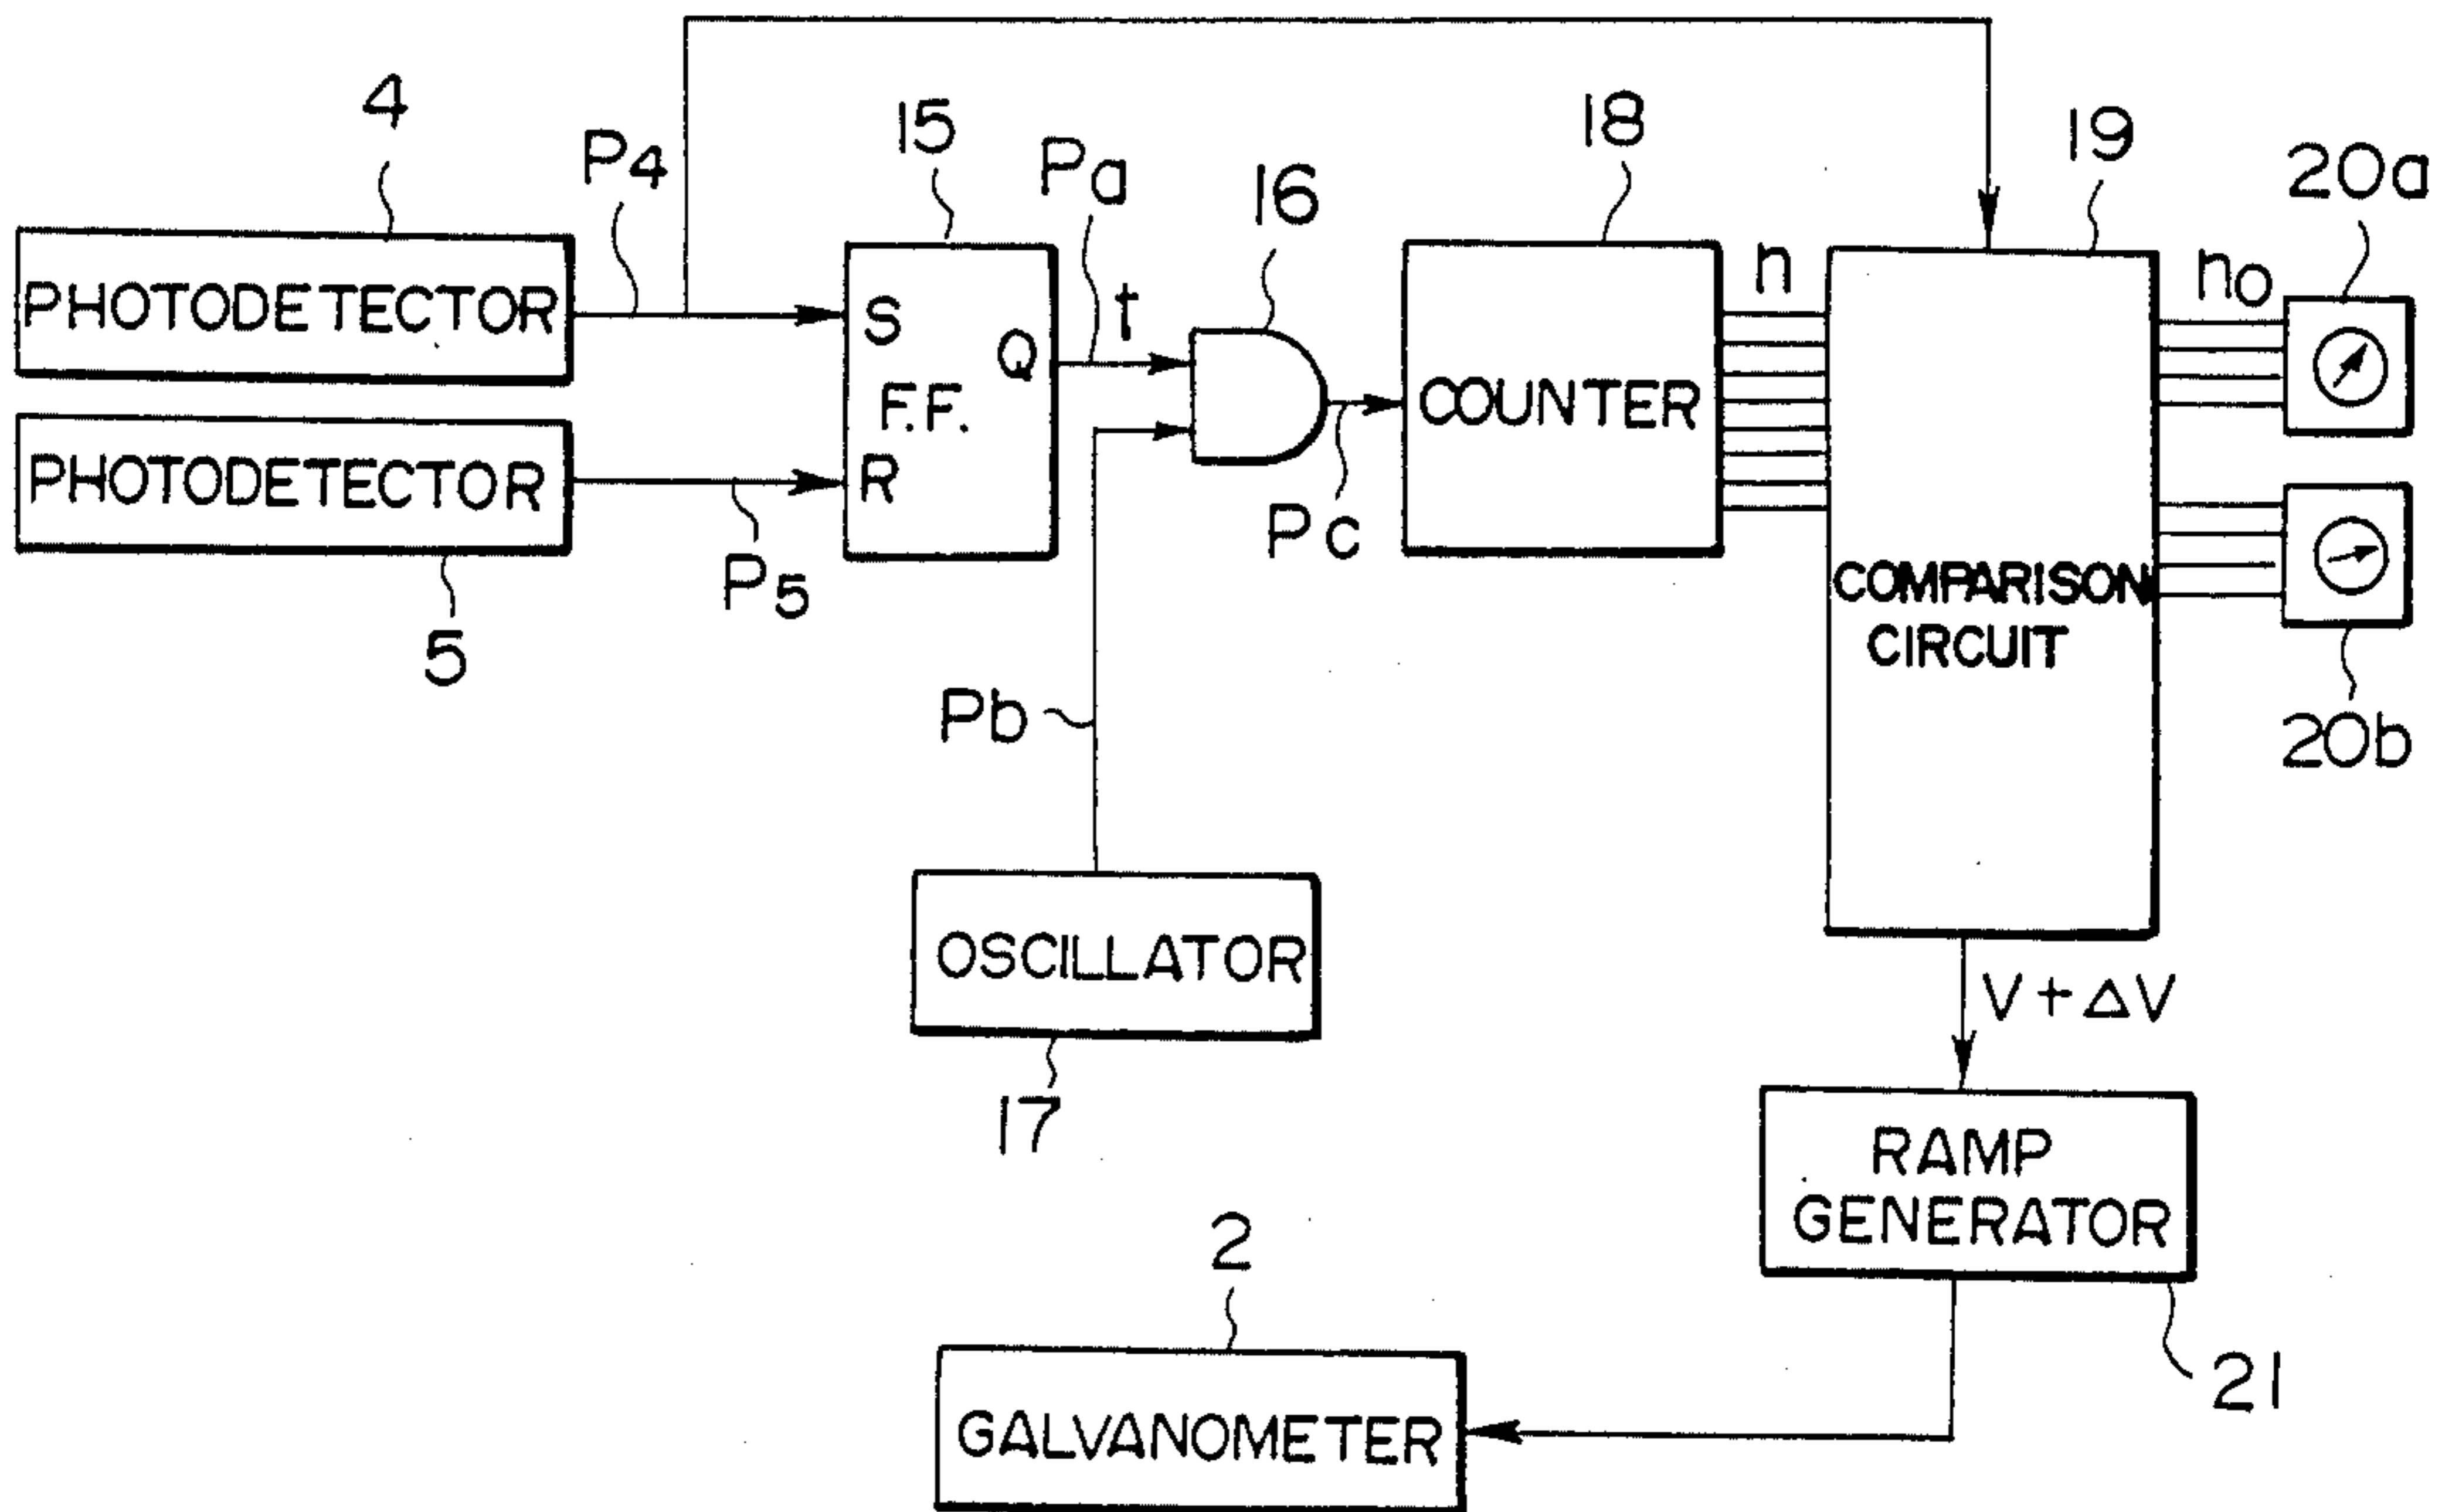 4
P4
15
Pa
16
18
19
20a
PHOTODETECTOR
S
F.F.
R
Q
t
COUNTER
n
n0
PHOTODETECTOR
5
P5
Pb
Pc
COMPARISON
CIRCUIT
20b
OSCILLATOR
17
V + ΔV
RAMP
GENERATOR
21
2
GALVANOMETER